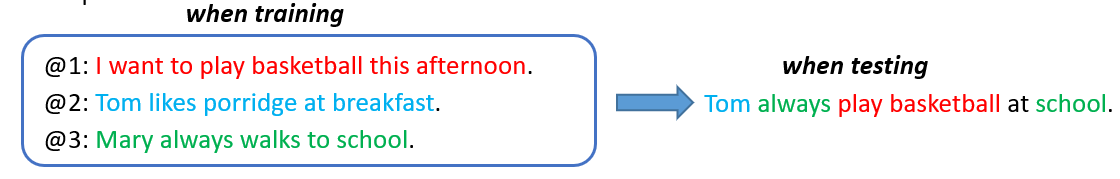 when training
@1: I want to play basketball this afternoon.
@2: Tom likes porridge at breakfast.
@3: Mary always walks to school.
when testing
Tom always play basketball at school.